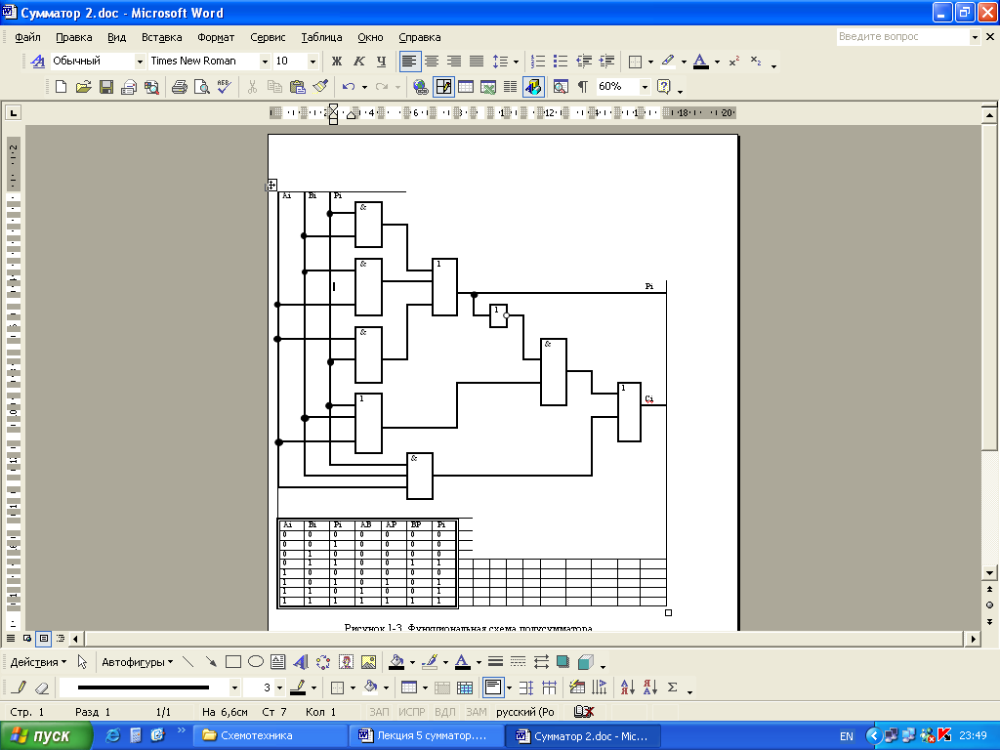 Сумматор 2.doc - Microsoft Word
Файл Правка Вид Вставка Формат Сервис Таблица Окно Справка Введите вопрос
Обычный Times New Roman 10 Ж К Ч
60%
Ai Bi Pi
&
&
1
Pi
1
&
&
1
1
Ci
&
Ai Bi Pi AB AP BP Pi
0 0 0 0 0 0 0
0 0 1 0 0 0 0
0 1 0 0 0 0 0
0 1 1 0 0 1 1
1 0 0 0 0 0 0
1 0 1 0 1 0 1
1 1 0 1 0 0 1
1 1 1 1 1 1 1
Рисунок 1-3 Функциональная схема полусумматора
Действия Автофигуры
3
Стр. 1 Разд 1 1/1 На 6,6см Ст 7 Кол 1 ЗАП ИСПР ВДЛ ЗАМ русский (Ро
пуск Схемотехника Лекция 5 сумматор.... Сумматор 2.doc - Mic... EN 23:49